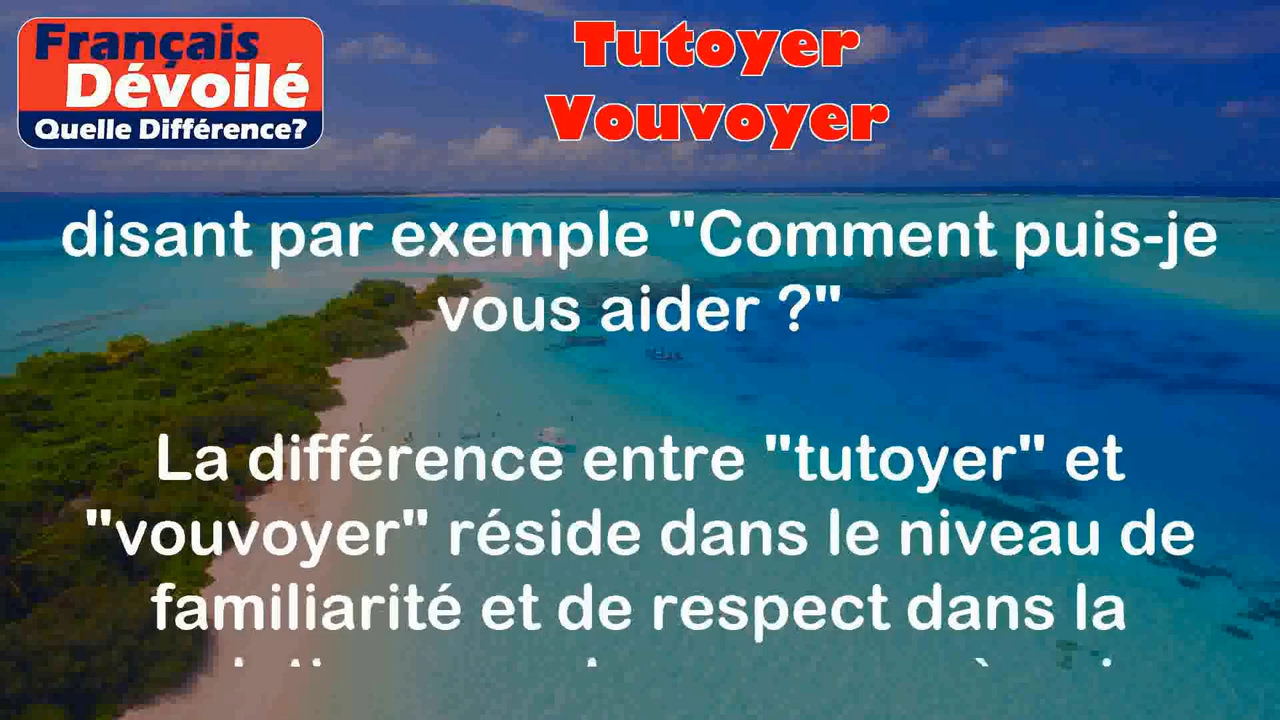 Français
Dévoilé
Quelle Différence?
Tutoyer
Vouvoyer
disant par exemple "Comment puis-je
vous aider ?"
La différence entre "tutoyer" et
"vouvoyer" réside dans le niveau de
familiarité et de respect dans la